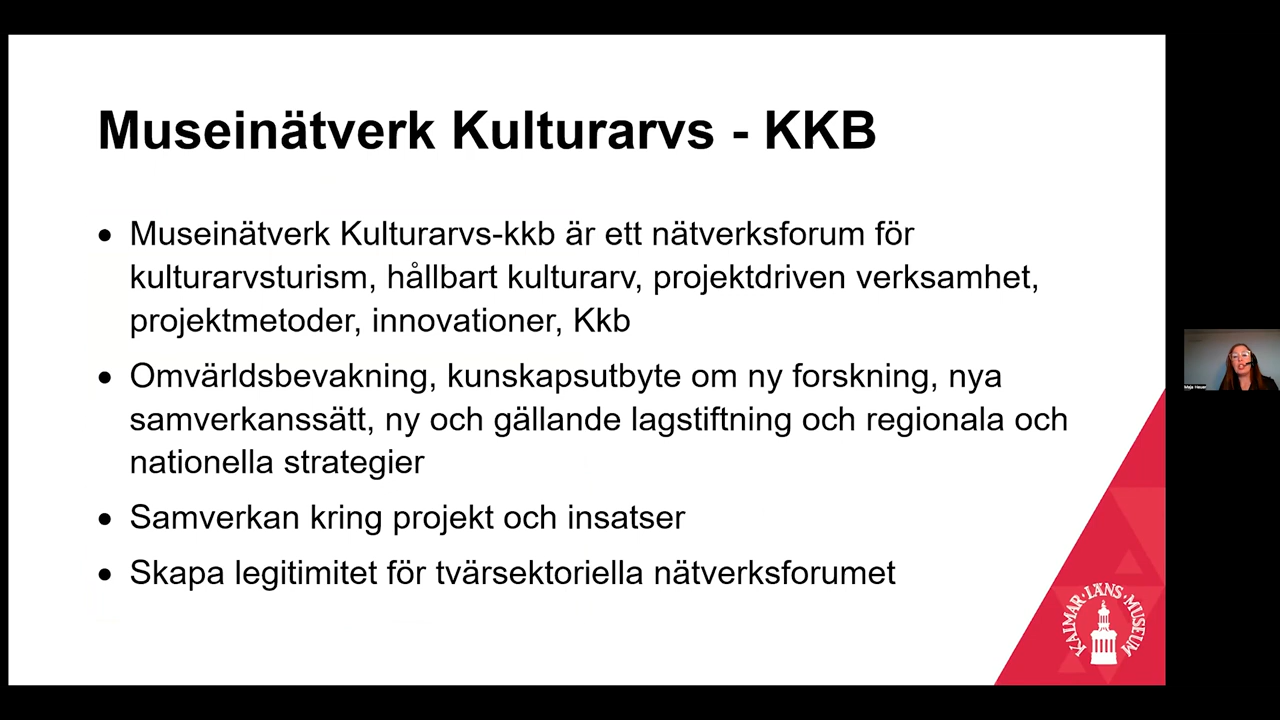 Museinätverk Kulturarvs - KKB
• Museinätverk Kulturarvs-kkb är ett nätverksforum för
kulturarvsturism, hållbart kulturarv, projektdriven verksamhet,
projektmetoder, innovationer, Kkb
• Omvärldsbevakning, kunskapsutbyte om ny forskning, nya
samverkanssätt, ny och gällande lagstiftning och regionala och
nationella strategier
• Samverkan kring projekt och insatser
• Skapa legitimitet för tvärsektoriella nätverksforumet
KALMAR·LÄNS·MUSEUM
Maja Heuer